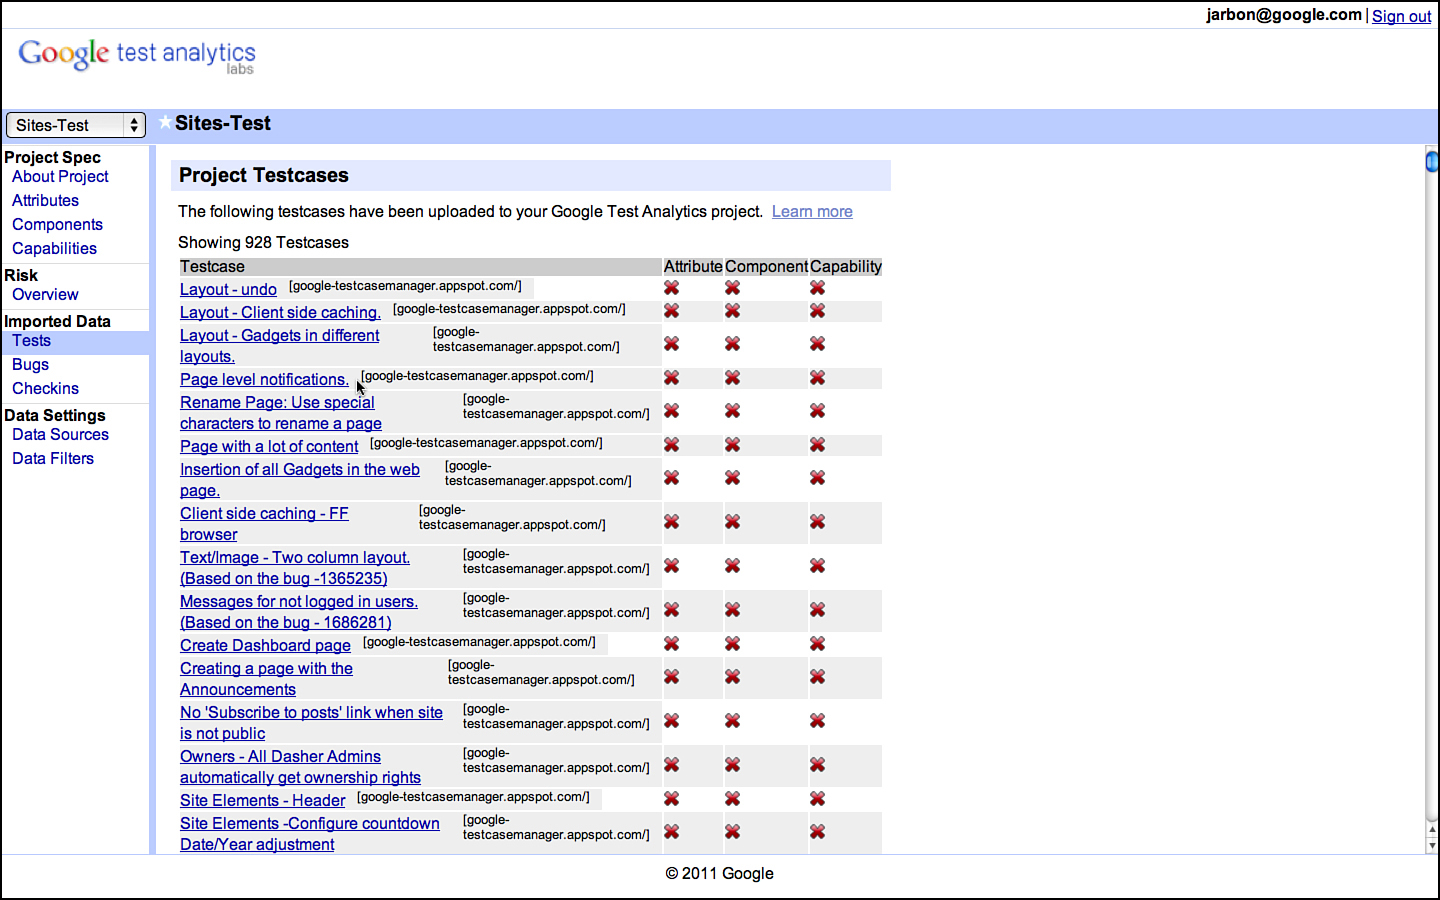 jarbon@google.com | Sign out
Google test analytics
labs
Sites-Test
Sites-Test
Project Spec
About Project
Attributes
Components
Capabilities
Risk
Overview
Imported Data
Tests
Bugs
Checkins
Data Settings
Data Sources
Data Filters
Project Testcases
The following testcases have been uploaded to your Google Test Analytics project. Learn more
Showing 928 Testcases
Testcase Attribute Component Capability
Layout - undo [google-testcasemanager.appspot.com/]
Layout - Client side caching. [google-testcasemanager.appspot.com/]
Layout - Gadgets in different
layouts.
[google-
testcasemanager.appspot.com/]
Page level notifications. [google-testcasemanager.appspot.com/]
Rename Page: Use special
characters to rename a page
[google-
testcasemanager.appspot.com/]
Page with a lot of content [google-testcasemanager.appspot.com/]
Insertion of all Gadgets in the web
page.
[google-
testcasemanager.appspot.com/]
Client side caching - FF
browser
[google-
testcasemanager.appspot.com/]
Text/Image - Two column layout.
(Based on the bug -1365235)
[google-
testcasemanager.appspot.com/]
Messages for not logged in users.
(Based on the bug - 1686281)
[google-
testcasemanager.appspot.com/]
Create Dashboard page [google-testcasemanager.appspot.com/]
Creating a page with the
Announcements
[google-
testcasemanager.appspot.com/]
No 'Subscribe to posts' link when site
is not public
[google-
testcasemanager.appspot.com/]
Owners - All Dasher Admins
automatically get ownership rights
[google-
testcasemanager.appspot.com/]
Site Elements - Header [google-testcasemanager.appspot.com/]
Site Elements -Configure countdown
Date/Year adjustment
[google-
testcasemanager.appspot.com/]
© 2011 Google